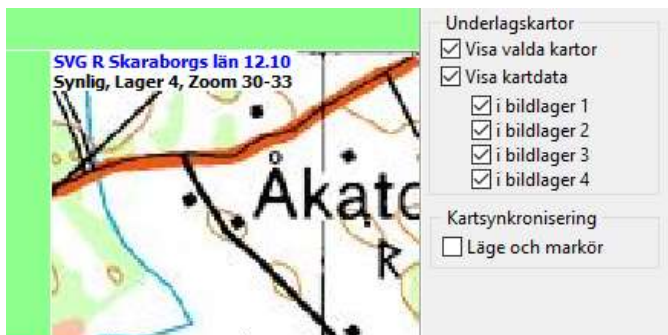 SVG R Skaraborgs län 12.10
Synlig, Lager 4, Zoom 30-33
Åkato
R
Underlagskartor
Visa valda kartor
Visa kartdata
i bildlager 1
i bildlager 2
i bildlager 3
i bildlager 4
Kartsynkronisering
Läge och markör